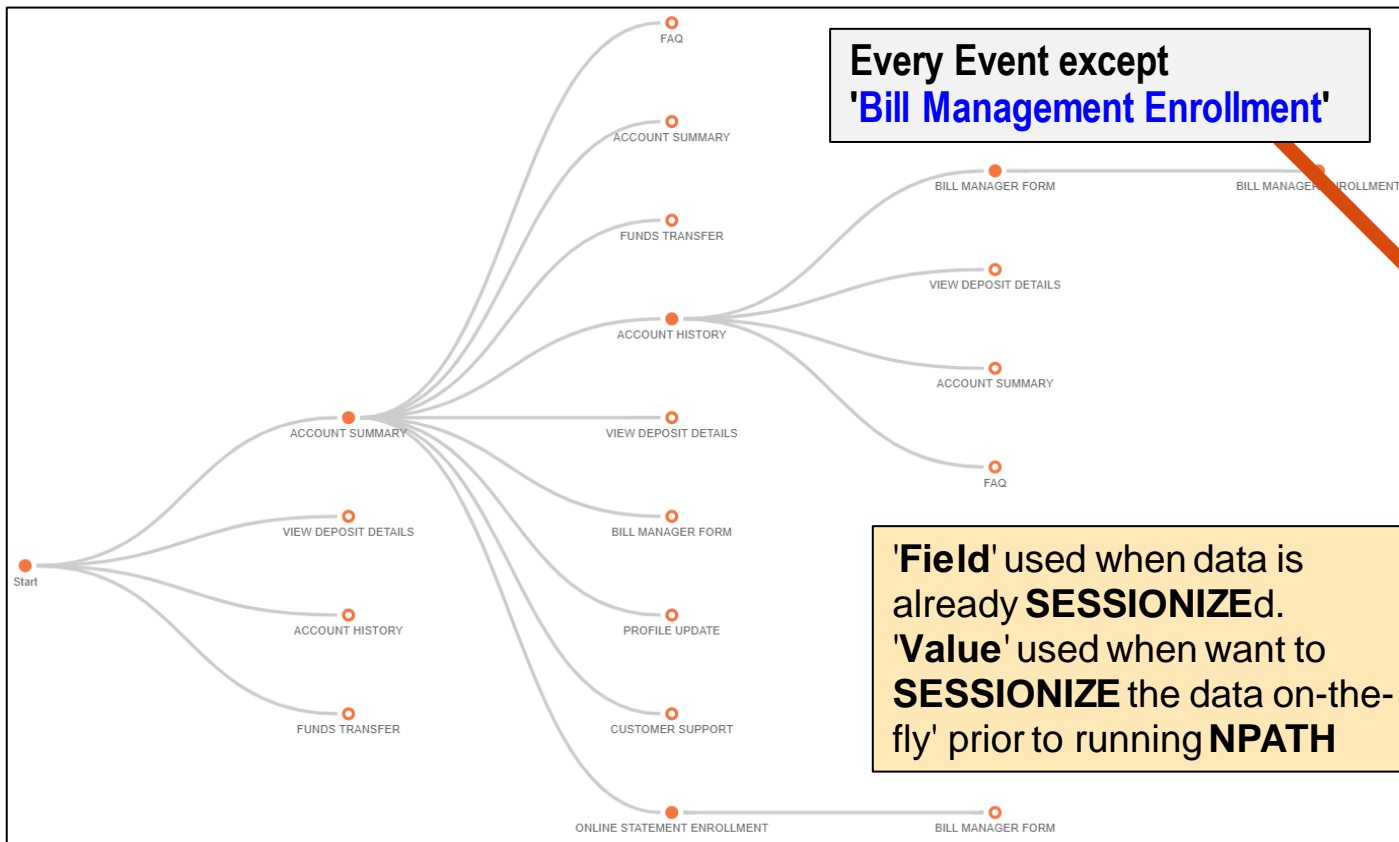 FAQ
Every Event except
'Bill Management Enrollment'
ACCOUNT SUMMARY
BILL MANAGER FORM
BILL MANAGER ENROLLMENT
FUNDS TRANSFER
VIEW DEPOSIT DETAILS
ACCOUNT HISTORY
ACCOUNT SUMMARY
ACCOUNT SUMMARY
VIEW DEPOSIT DETAILS
FAQ
VIEW DEPOSIT DETAILS
BILL MANAGER FORM
'Field' used when data is
already SESSIONIZEd.
'Value' used when want to
SESSIONIZE the data on-the-
fly' prior to running NPATH
Start
ACCOUNT HISTORY
PROFILE UPDATE
FUNDS TRANSFER
CUSTOMER SUPPORT
ONLINE STATEMENT ENROLLMENT
BILL MANAGER FORM